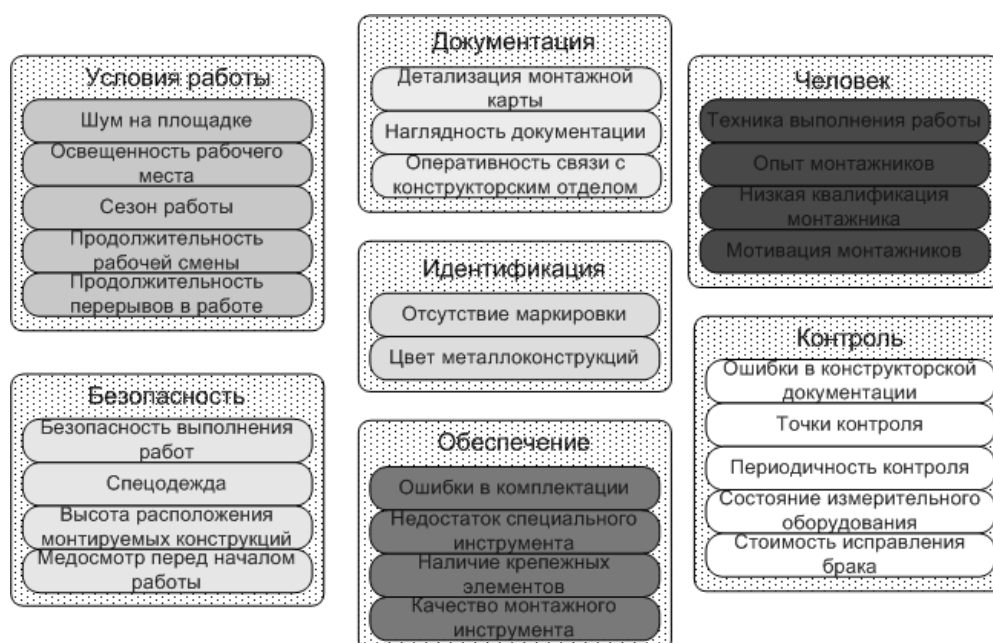 Условия работы
Шум на площадке
Освещенность рабочего
места
Сезон работы
Продолжительность
рабочей смены
Продолжительность
перерывов в работе
Безопасность
Безопасность выполнения
работ
Спецодежда
Высота расположения
монтируемых конструкций
Медосмотр перед началом
работы
Документация
Детализация монтажной
карты
Наглядность документации
Оперативность связи с
конструкторским отделом
Идентификация
Отсутствие маркировки
Цвет металлоконструкций
Обеспечение
Ошибки в комплектации
Недостаток специального
инструмента
Наличие крепежных
элементов
Качество монтажного
инструмента
Человек
Техника выполнения работы
Опыт монтажников
Низкая квалификация
монтажника
Мотивация монтажников
Контроль
Ошибки в конструкторской
документации
Точки контроля
Периодичность контроля
Состояние измерительного
оборудования
Стоимость исправления
брака